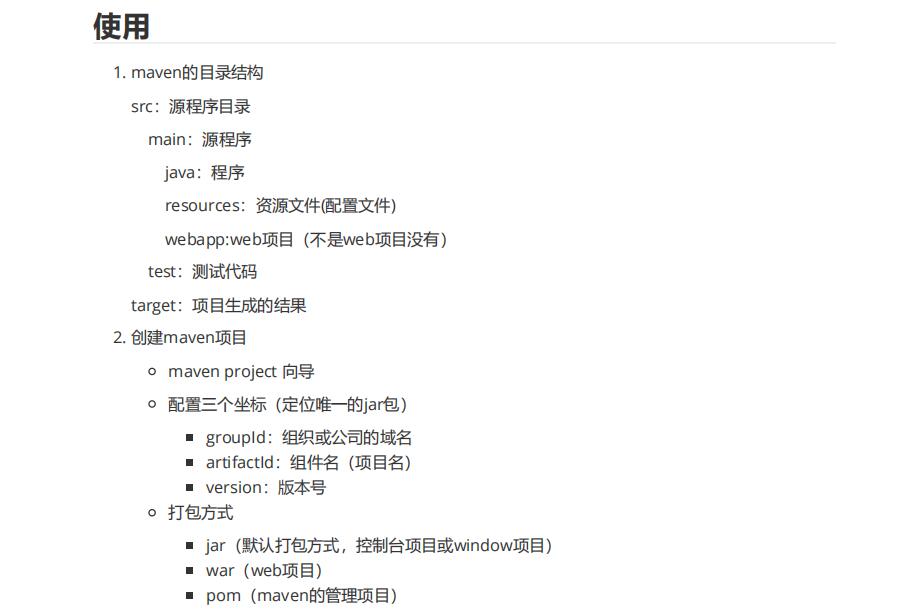 使用
1. maven的目录结构
src：源程序目录
main：源程序
java：程序
resources：资源文件(配置文件)
webapp:web项目（不是web项目没有）
test：测试代码
target：项目生成的结果
2. 创建maven项目
maven project 向导
配置三个坐标（定位唯一的jar包）
groupId：组织或公司的域名
artifactId：组件名（项目名）
version：版本号
打包方式
jar（默认打包方式，控制台项目或window项目）
war（web项目）
pom（maven的管理项目）